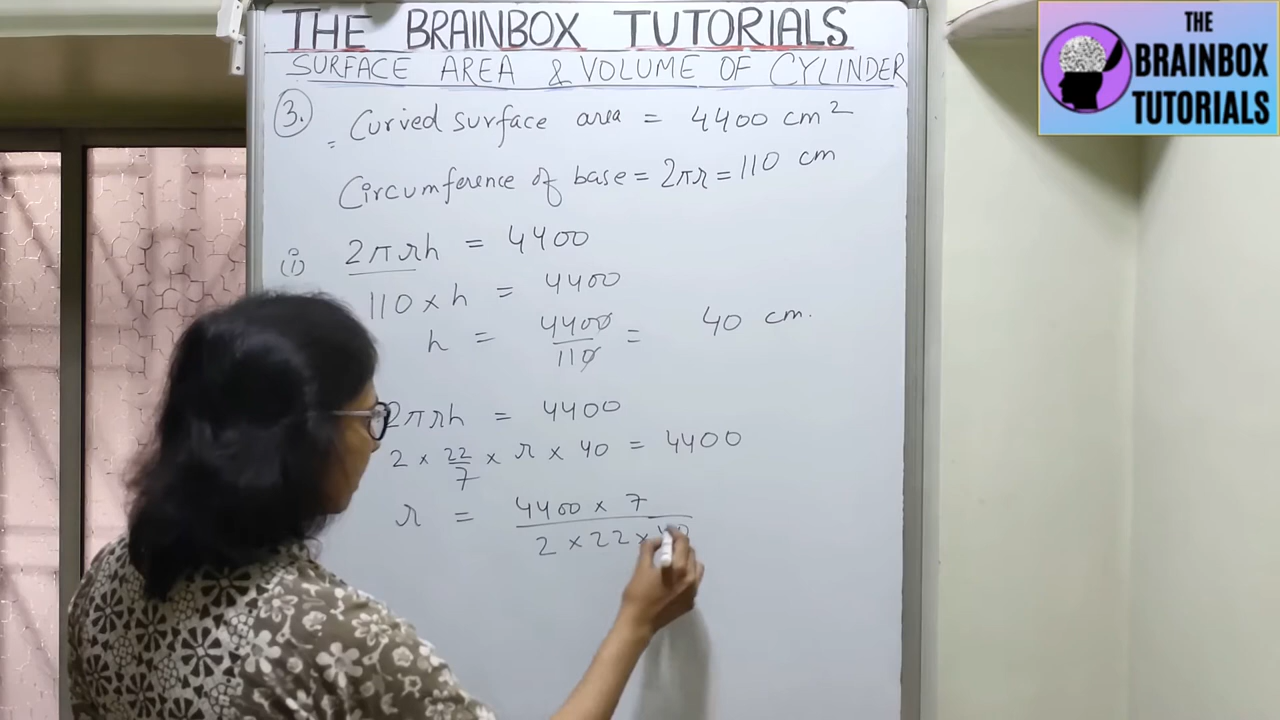 THE BRAINBOX TUTORIALS
SURFACE AREA & VOLUME OF CYLINDER
3. Curved surface area = 4400 cm²
Circumference of base = 2πr = 110 cm
(i) 2πrh = 4400
110 × h = 4400
h = 4400/110 = 40 cm.
2πrh = 4400
2 × 22/7 × r × 40 = 4400
r = 4400 × 7 / 2 × 22 × 40
THE
BRAINBOX
TUTORIALS